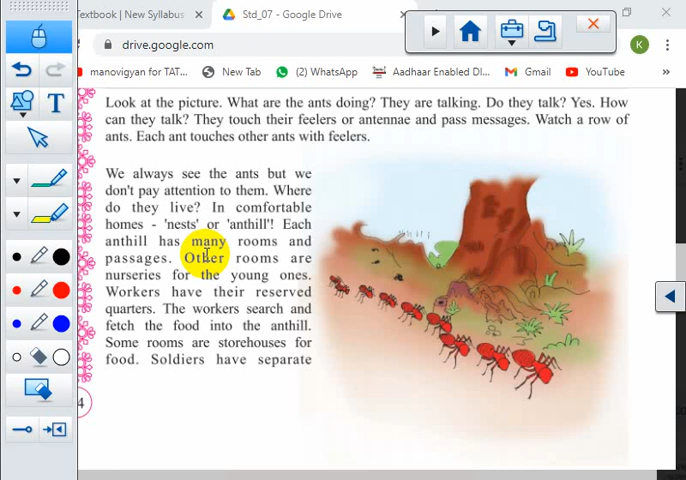 Textbook | New Syllabus
Std_07 - Google Drive
drive.google.com
manovigyan for TAT...
New Tab
(2) WhatsApp
Aadhaar Enabled DI...
Gmail
YouTube
»
K
T
Look at the picture. What are the ants doing? They are talking. Do they talk? Yes. How
can they talk? They touch their feelers or antennae and pass messages. Watch a row of
ants. Each ant touches other ants with feelers.
We always see the ants but we
don't pay attention to them. Where
do they live? In comfortable
homes - 'nests' or 'anthill'! Each
anthill has many rooms and
passages. Other rooms are
nurseries for the young ones.
Workers have their reserved
quarters. The workers search and
fetch the food into the anthill.
Some rooms are storehouses for
food. Soldiers have separate
4